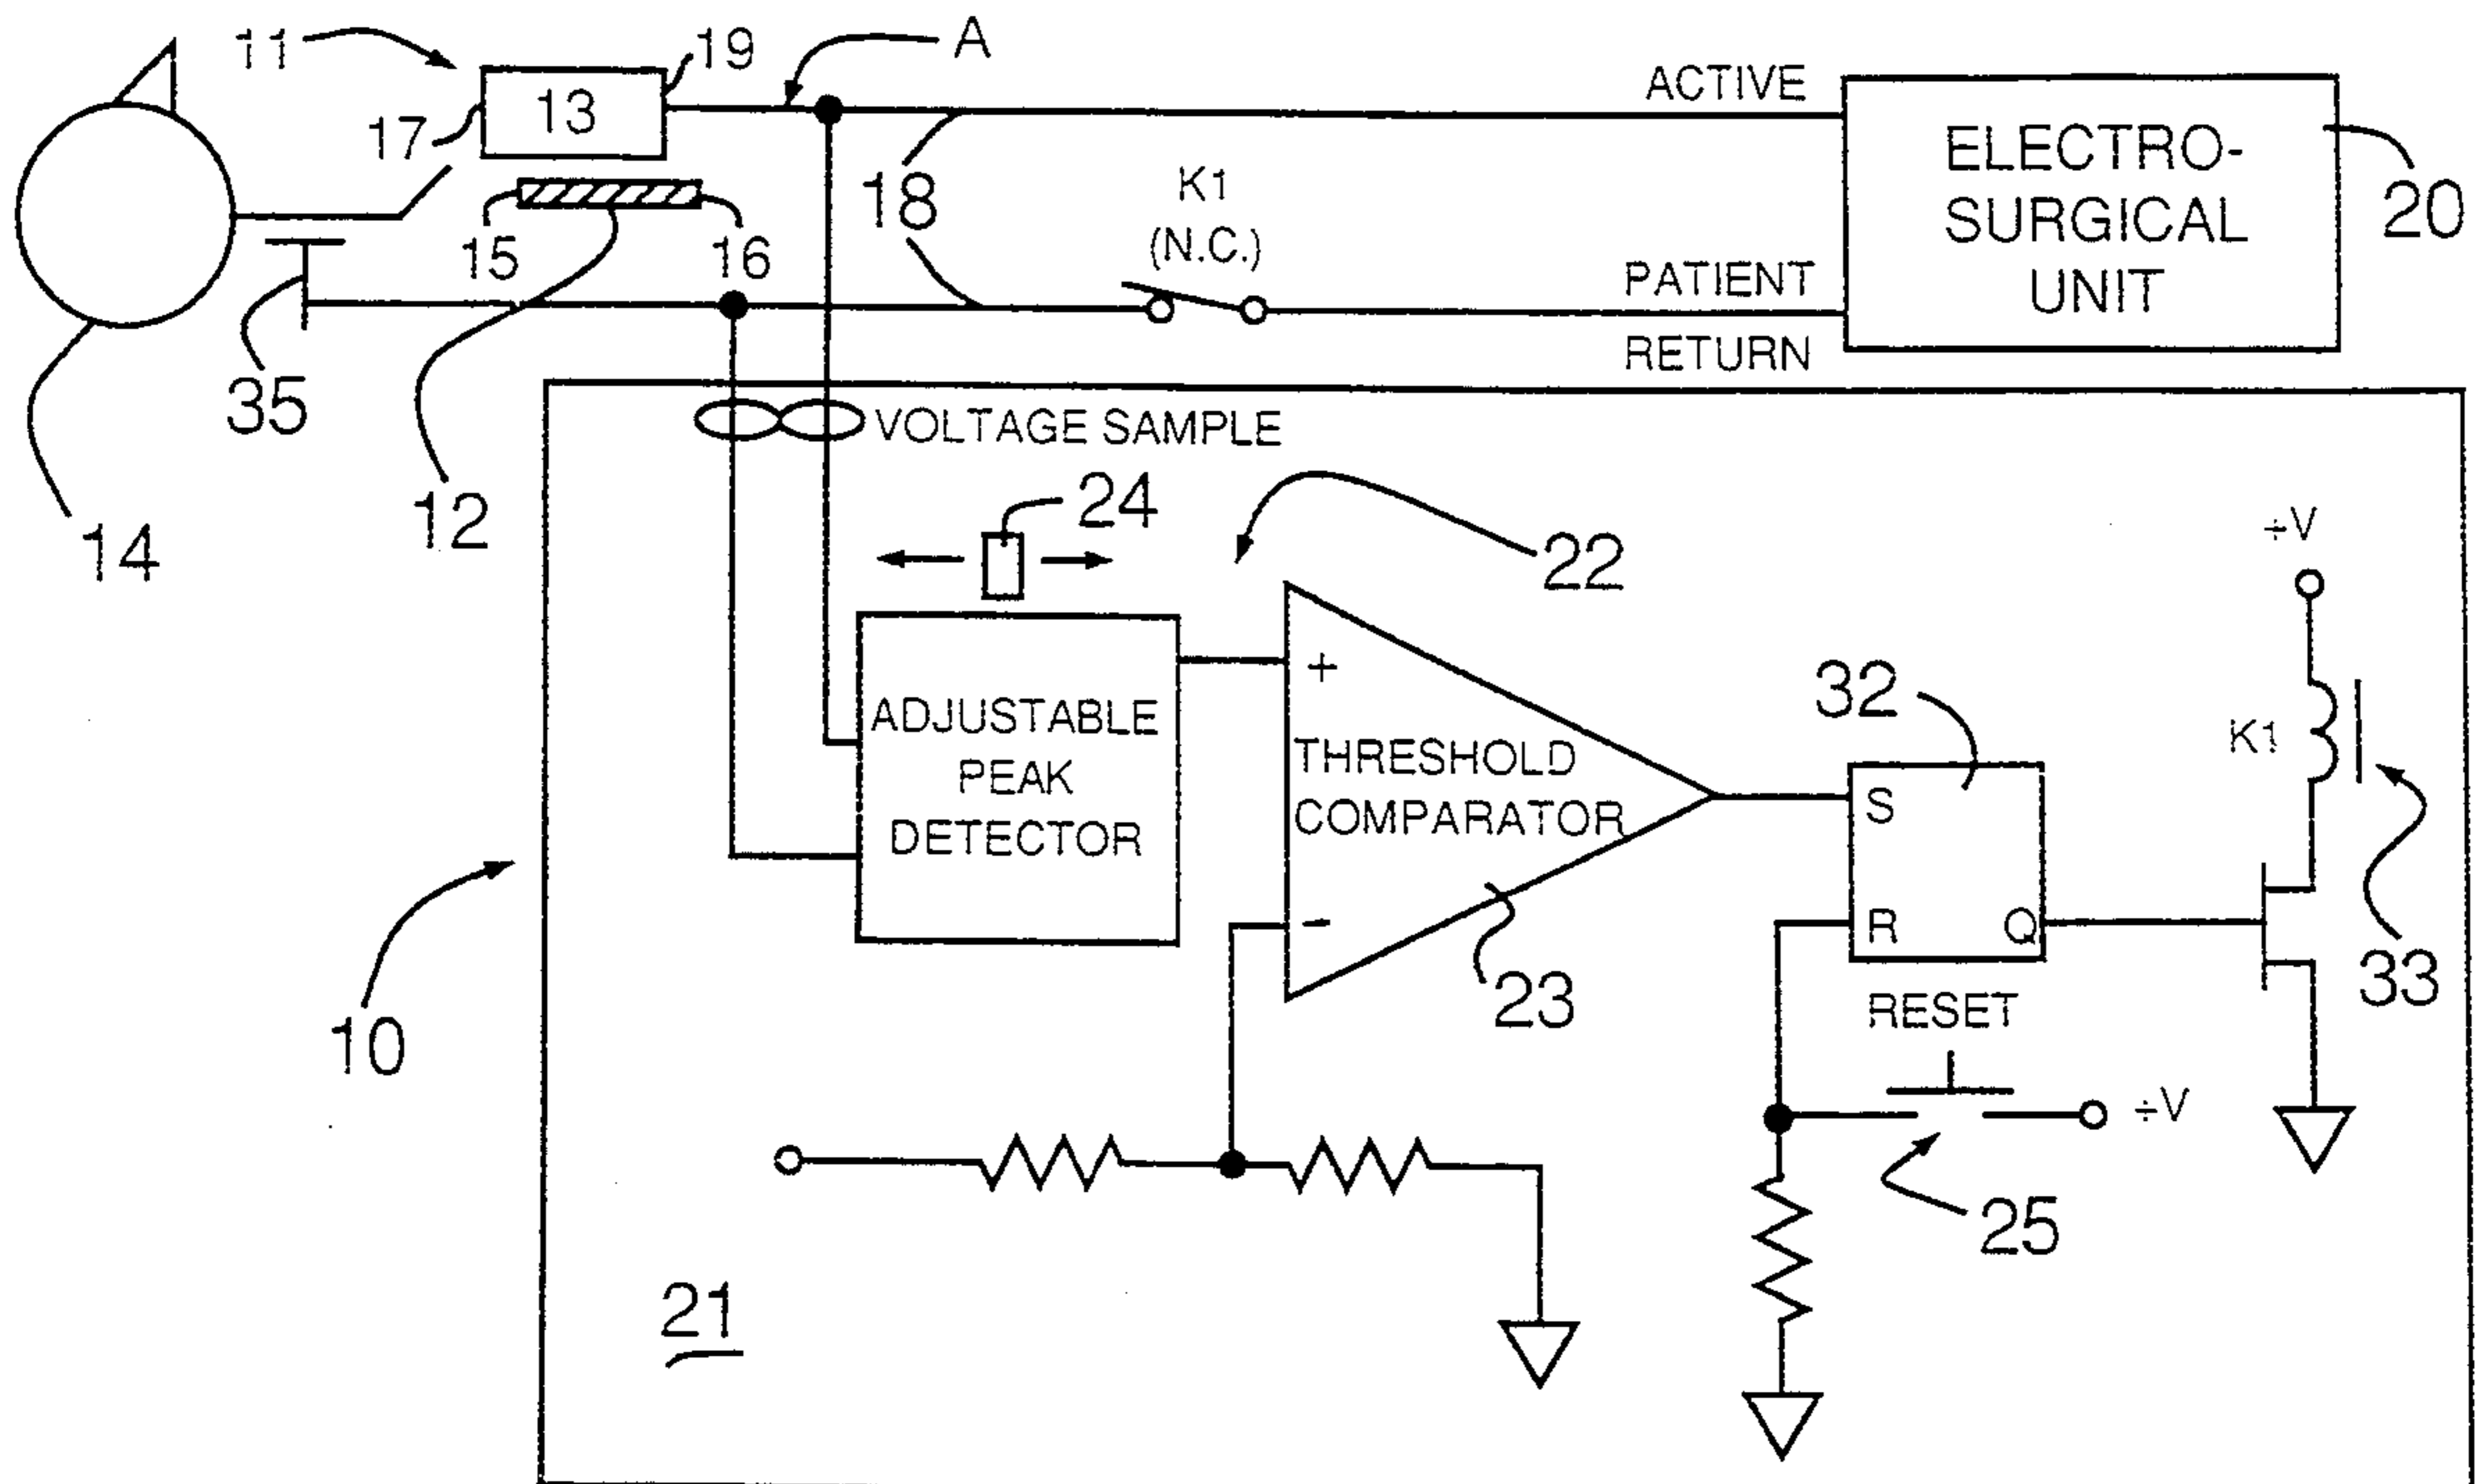 11
13
19
A
17
ACTIVE
ELECTRO-
SURGICAL
UNIT
20
15
16
18
K1
(N.C.)
PATIENT
RETURN
35
12
14
VOLTAGE SAMPLE
24
22
÷V
ADJUSTABLE
PEAK
DETECTOR
+
THRESHOLD
COMPARATOR
-
23
32
S
R
Q
K1
33
10
RESET
÷V
25
21